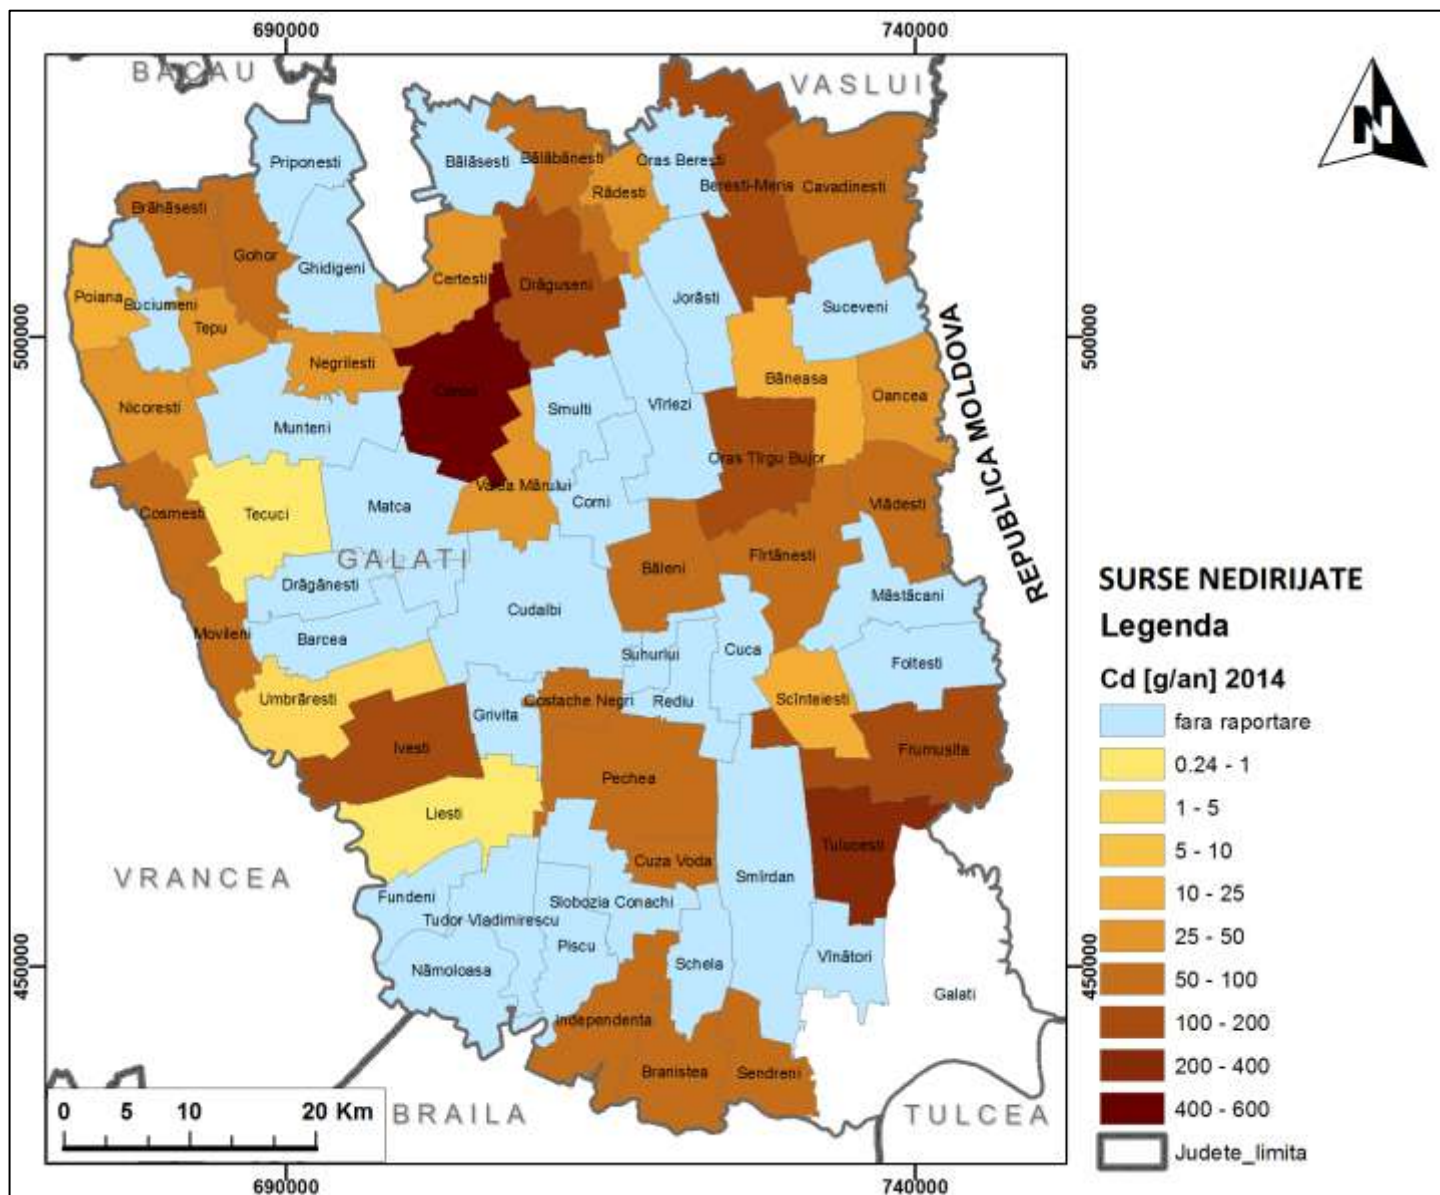 690000
740000
BACAU
VASLUI
Priponesti
Bălăsesti
Bălăbănesti
Oras Beresti
Rădesti
Beresti-Meria
Cavadinesti
Brăhăsesti
Gohor
Ghidigeni
Certesti
Drăguseni
Jorăsti
Suceveni
Poiana
Buciumeni
Tepu
500000
500000
Negrilesti
Băneasa
Oancea
REPUBLICA MOLDOVA
Nicoresti
Munteni
Smulti
Vîrlezi
Oras Tîrgu Bujor
Valea Mărului
Corni
Vlădesti
Cosmesti
Tecuci
Matca
GALATI
Băleni
Fîrtănesti
Drăgănesti
Cudalbi
Măstăcani
Movileni
Barcea
Suhurlui
Cuca
Foltesti
Umbrăresti
Grivita
Costache Negri
Rediu
Scînteiesti
Ivesti
Pechea
Frumusita
Liesti
Cuza Voda
Smîrdan
Tulucesti
VRANCEA
Fundeni
Tudor Vladimirescu
Slobozia Conachi
Piscu
Nămoloasa
Schela
Vînători
Galati
450000
450000
Independenta
Branistea
Sendreni
BRAILA
TULCEA
0 5 10 20 Km
690000
740000
SURSE NEDIRIJATE
Legenda
Cd [g/an] 2014
fara raportare
0.24 - 1
1 - 5
5 - 10
10 - 25
25 - 50
50 - 100
100 - 200
200 - 400
400 - 600
Judete_limita
N